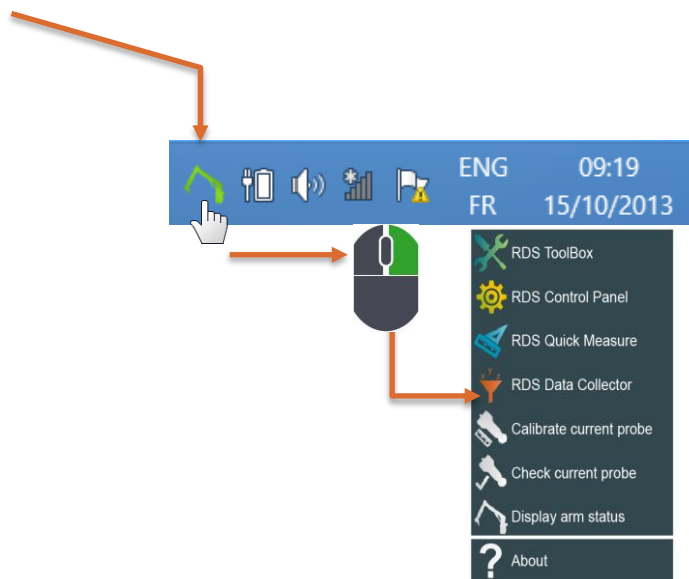 ENG 09:19
FR 15/10/2013
RDS ToolBox
RDS Control Panel
RDS Quick Measure
RDS Data Collector
Calibrate current probe
Check current probe
Display arm status
? About